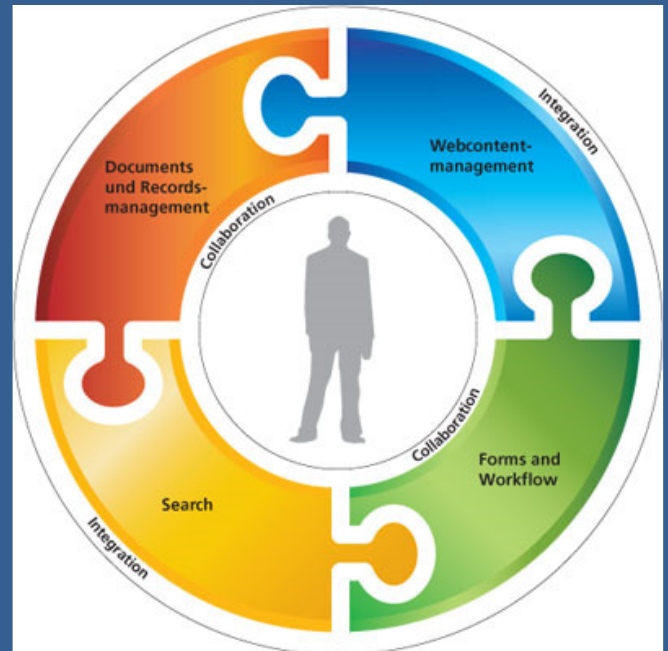 Integration
Webcontent-
management
Documents
und Records-
management
Collaboration
Collaboration
Forms and
Workflow
Search
Integration